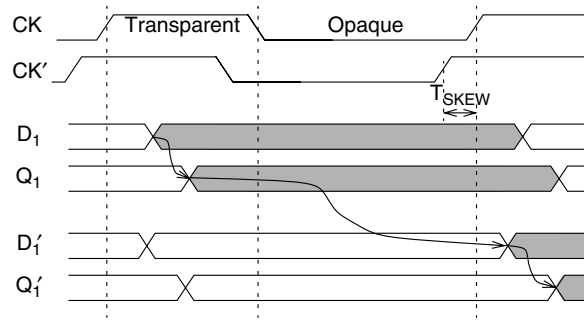 CK Transparent Opaque
CK′
T_SKEW
D₁
Q₁
D₁′
Q₁′